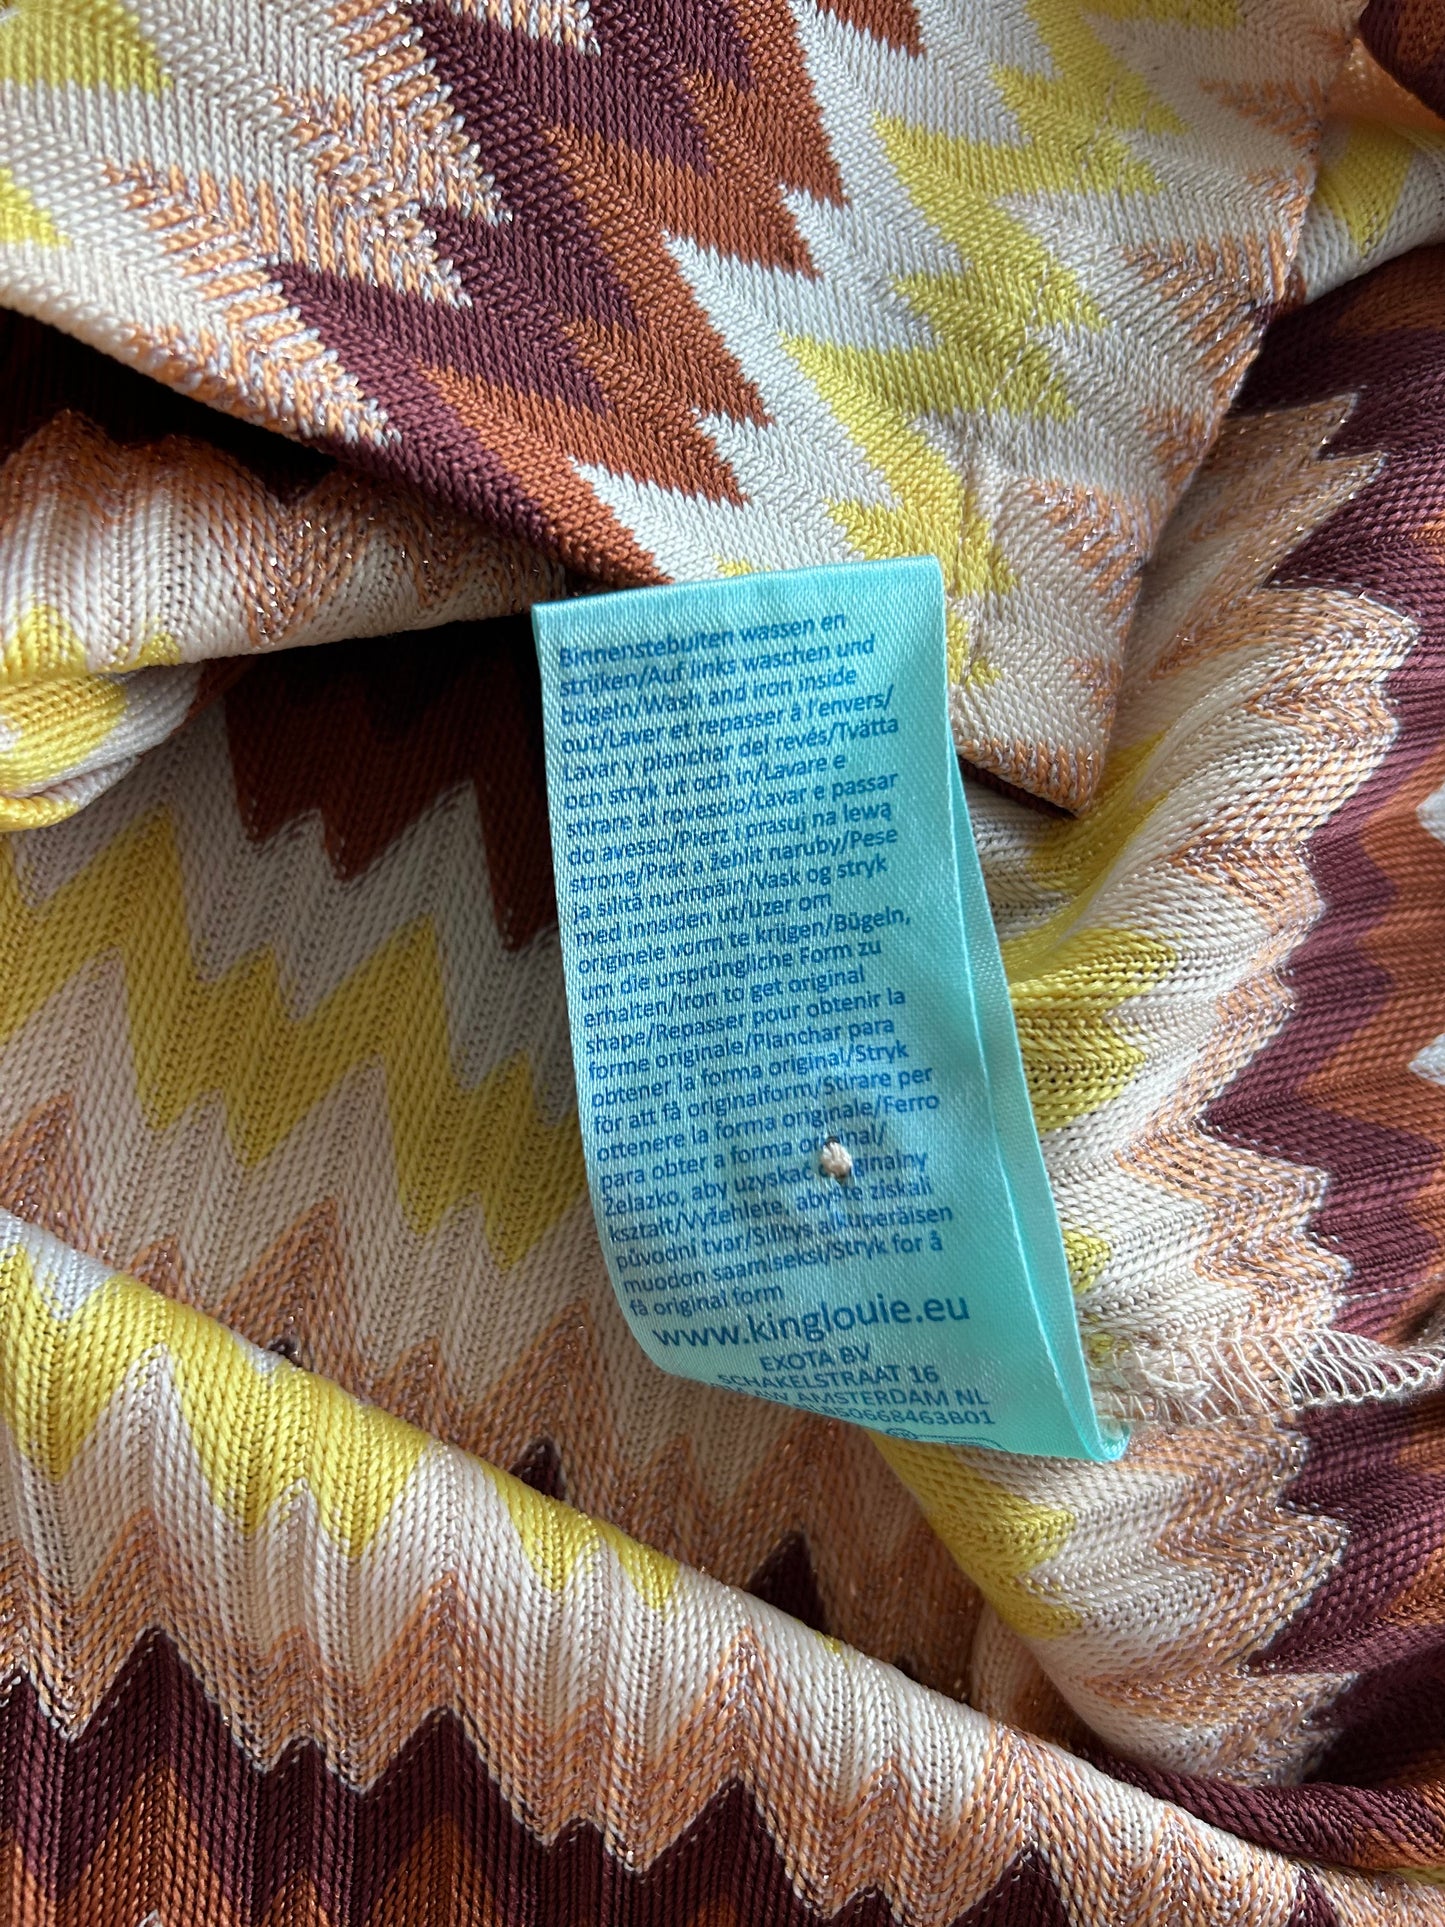 Binnenstebuiten wassen en
strijken/Auf links waschen und
bügeln/Wash and iron inside
out/Laver et repasser à l'envers/
Lavar y planchar del revés/Tvätta
och stryk ut och in/Lavare e
stirare al rovescio/Lavar e passar
do avesso/Pierz i prasuj na lewą
stronę/Prát a žehlit naruby/Pese
ja silitä nurinpäin/Vask og stryk
med innsiden ut/IJzer om
originele vorm te krijgen/Bügeln,
um die ursprüngliche Form zu
erhalten/Iron to get original
shape/Repasser pour obtenir la
forme originale/Planchar para
obtener la forma original/Stryk
för att få originalform/Stirare per
ottenere la forma originale/Ferro
para obter a forma original/
Żelazko, aby uzyskać oryginalny
kształt/Vyžehlete, abyste získali
původní tvar/Silitys alkuperäisen
muodon saamiseksi/Stryk for å
få original form
www.kinglouie.eu
EXOTA BV
SCHAKELSTRAAT 16
AMSTERDAM NL
850668463B01